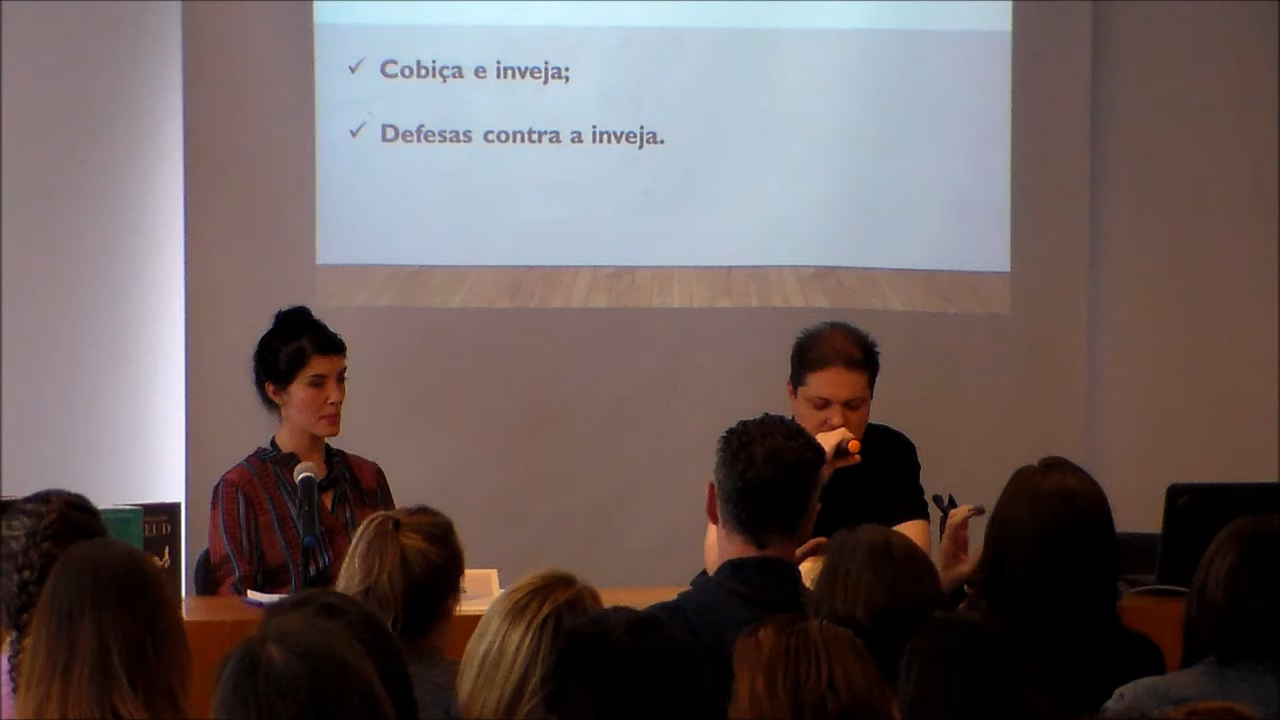 ✓ Cobiça e inveja;
✓ Defesas contra a inveja.